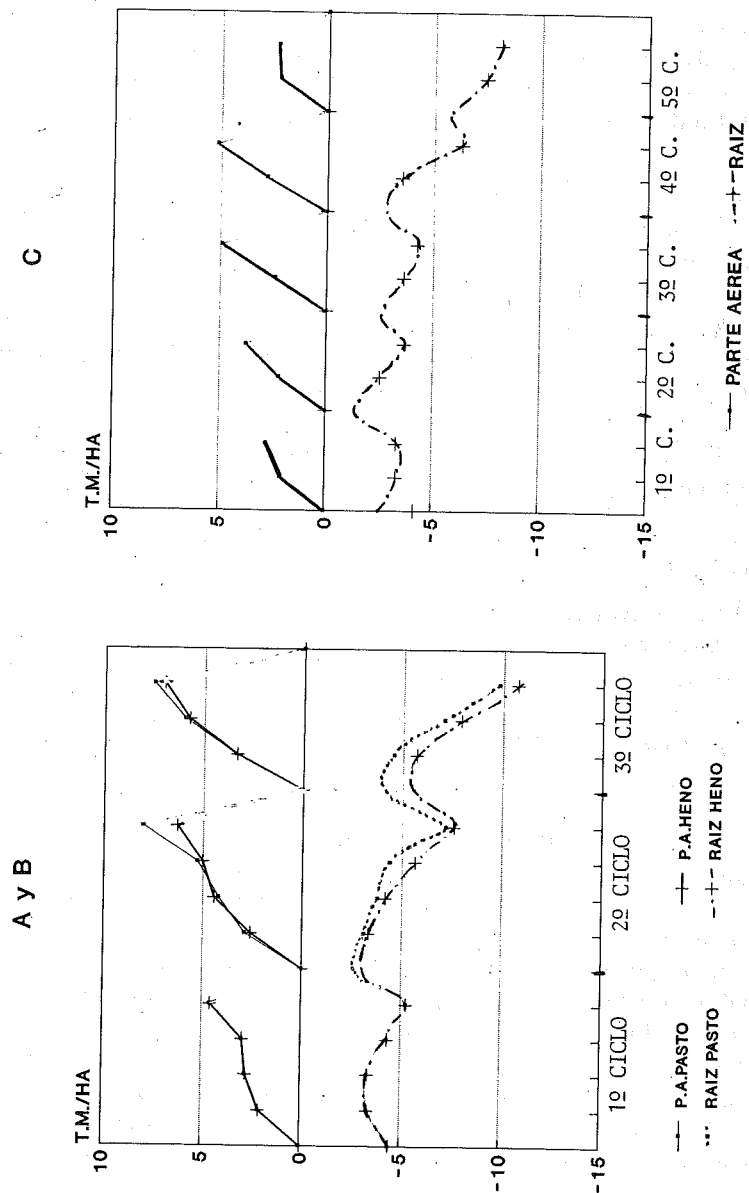 A y B
T.M./HA
10
5
0
-5
-10
-15
1º CICLO
2º CICLO
3º CICLO
P.A.PASTO
P.A.HENO
RAIZ PASTO
RAIZ HENO
C
T.M./HA
10
5
0
-5
-10
-15
1º C.
2º C.
3º C.
4º C.
5º C.
PARTE AEREA
RAIZ